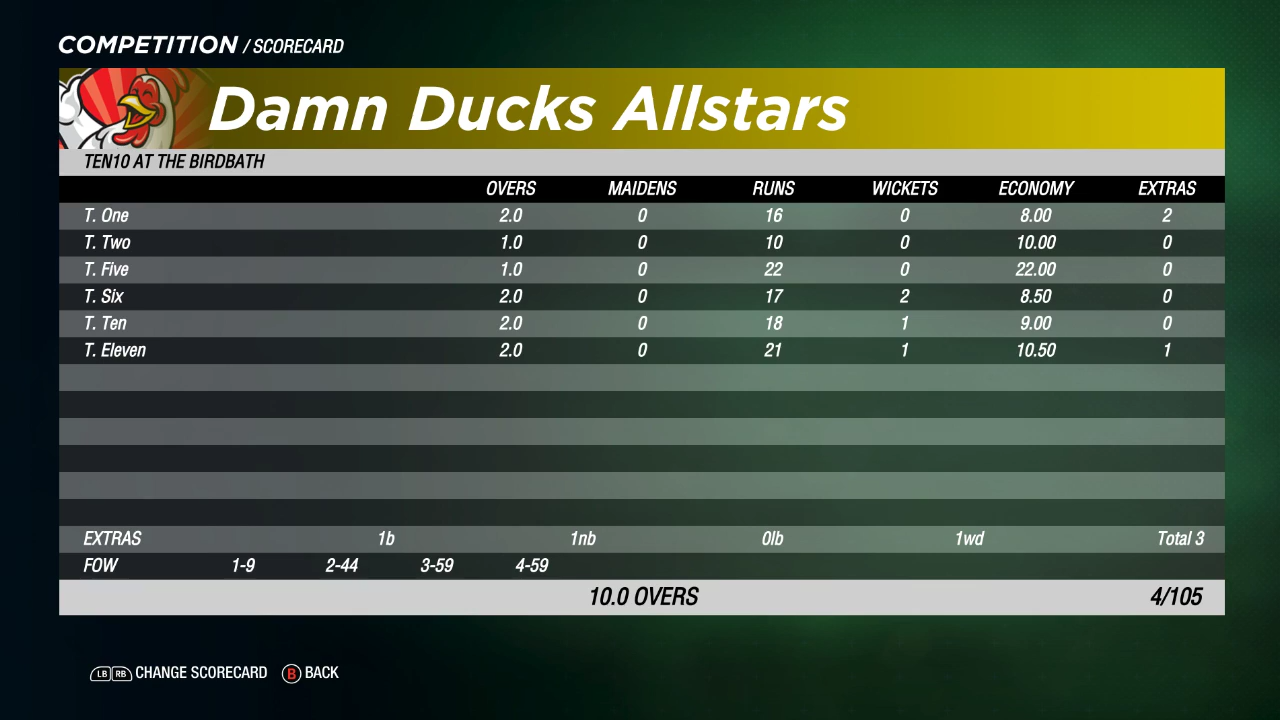 COMPETITION / SCORECARD
Damn Ducks Allstars
TEN10 AT THE BIRDBATH
OVERS MAIDENS RUNS WICKETS ECONOMY EXTRAS
T. One 2.0 0 16 0 8.00 2
T. Two 1.0 0 10 0 10.00 0
T. Five 1.0 0 22 0 22.00 0
T. Six 2.0 0 17 2 8.50 0
T. Ten 2.0 0 18 1 9.00 0
T. Eleven 2.0 0 21 1 10.50 1
EXTRAS 1b 1nb 0lb 1wd Total 3
FOW 1-9 2-44 3-59 4-59
10.0 OVERS 4/105
LB RB CHANGE SCORECARD B BACK